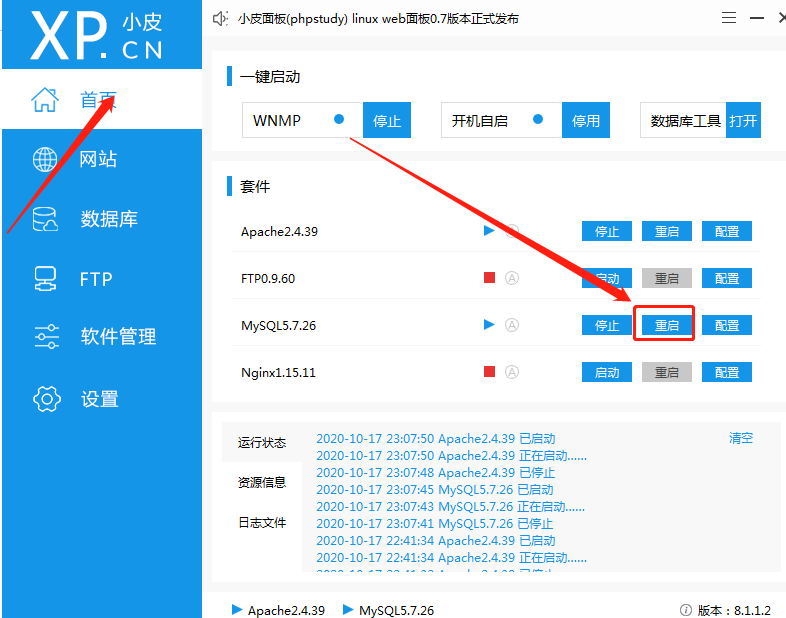 XP. 小皮 CN
小皮面板(phpstudy) linux web面板0.7版本正式发布
首页
网站
数据库
FTP
软件管理
设置
一键启动
WNMP 停止 开机自启 停用 数据库工具 打开
套件
Apache2.4.39 A 停止 重启 配置
FTP0.9.60 A 启动 重启 配置
MySQL5.7.26 A 停止 重启 配置
Nginx1.15.11 A 启动 重启 配置
运行状态
资源信息
日志文件
清空
2020-10-17 23:07:50 Apache2.4.39 已启动
2020-10-17 23:07:50 Apache2.4.39 正在启动......
2020-10-17 23:07:48 Apache2.4.39 已停止
2020-10-17 23:07:45 MySQL5.7.26 已启动
2020-10-17 23:07:43 MySQL5.7.26 正在启动......
2020-10-17 23:07:41 MySQL5.7.26 已停止
2020-10-17 22:41:34 Apache2.4.39 已启动
2020-10-17 22:41:34 Apache2.4.39 正在启动......
Apache2.4.39 MySQL5.7.26 版本：8.1.1.2